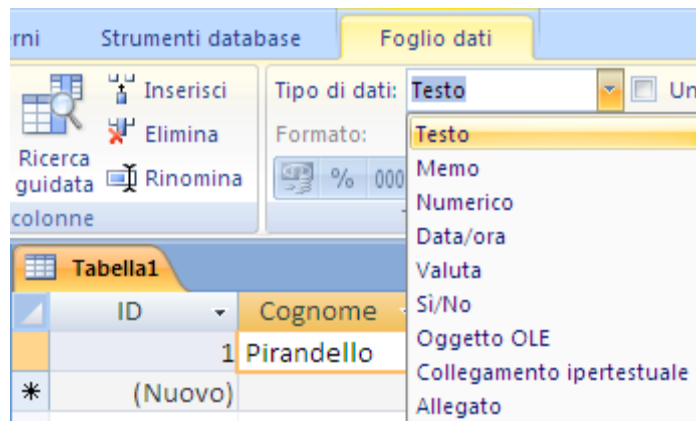 rni Strumenti database Foglio dati
Inserisci
Elimina
Rinomina
Ricerca
guidata
colonne
Tipo di dati: Testo Un
Formato:
% 000
Testo
Memo
Numerico
Data/ora
Valuta
Sì/No
Oggetto OLE
Collegamento ipertestuale
Allegato
Tabella1
ID Cognome
1 Pirandello
(Nuovo)